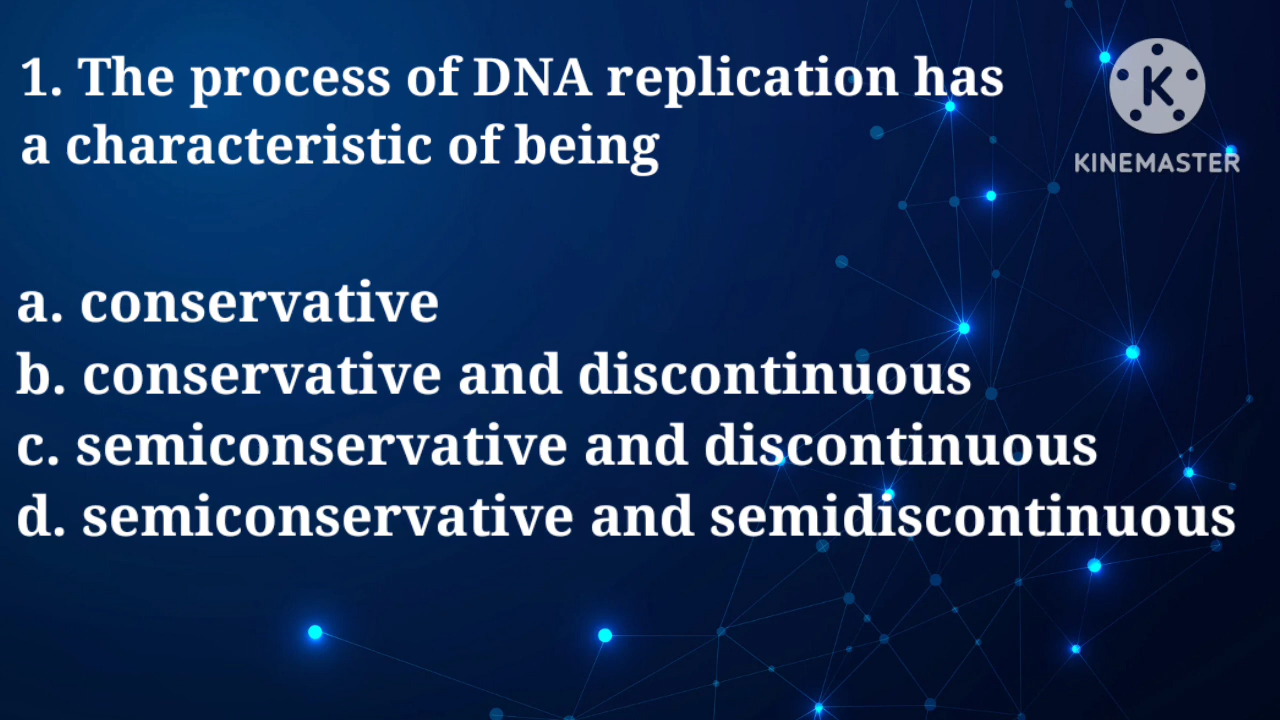 1. The process of DNA replication has
a characteristic of being
KINEMASTER
a. conservative
b. conservative and discontinuous
c. semiconservative and discontinuous
d. semiconservative and semidiscontinuous